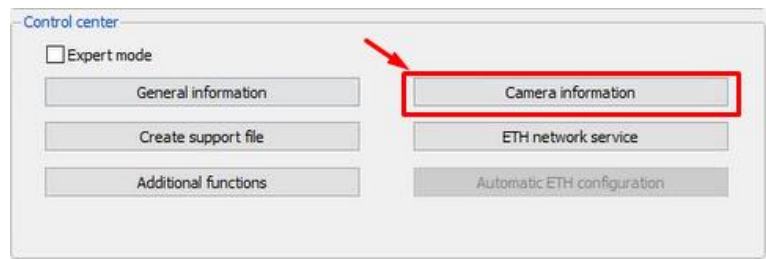 Control center
Expert mode
General information
Camera information
Create support file
ETH network service
Additional functions
Automatic ETH configuration